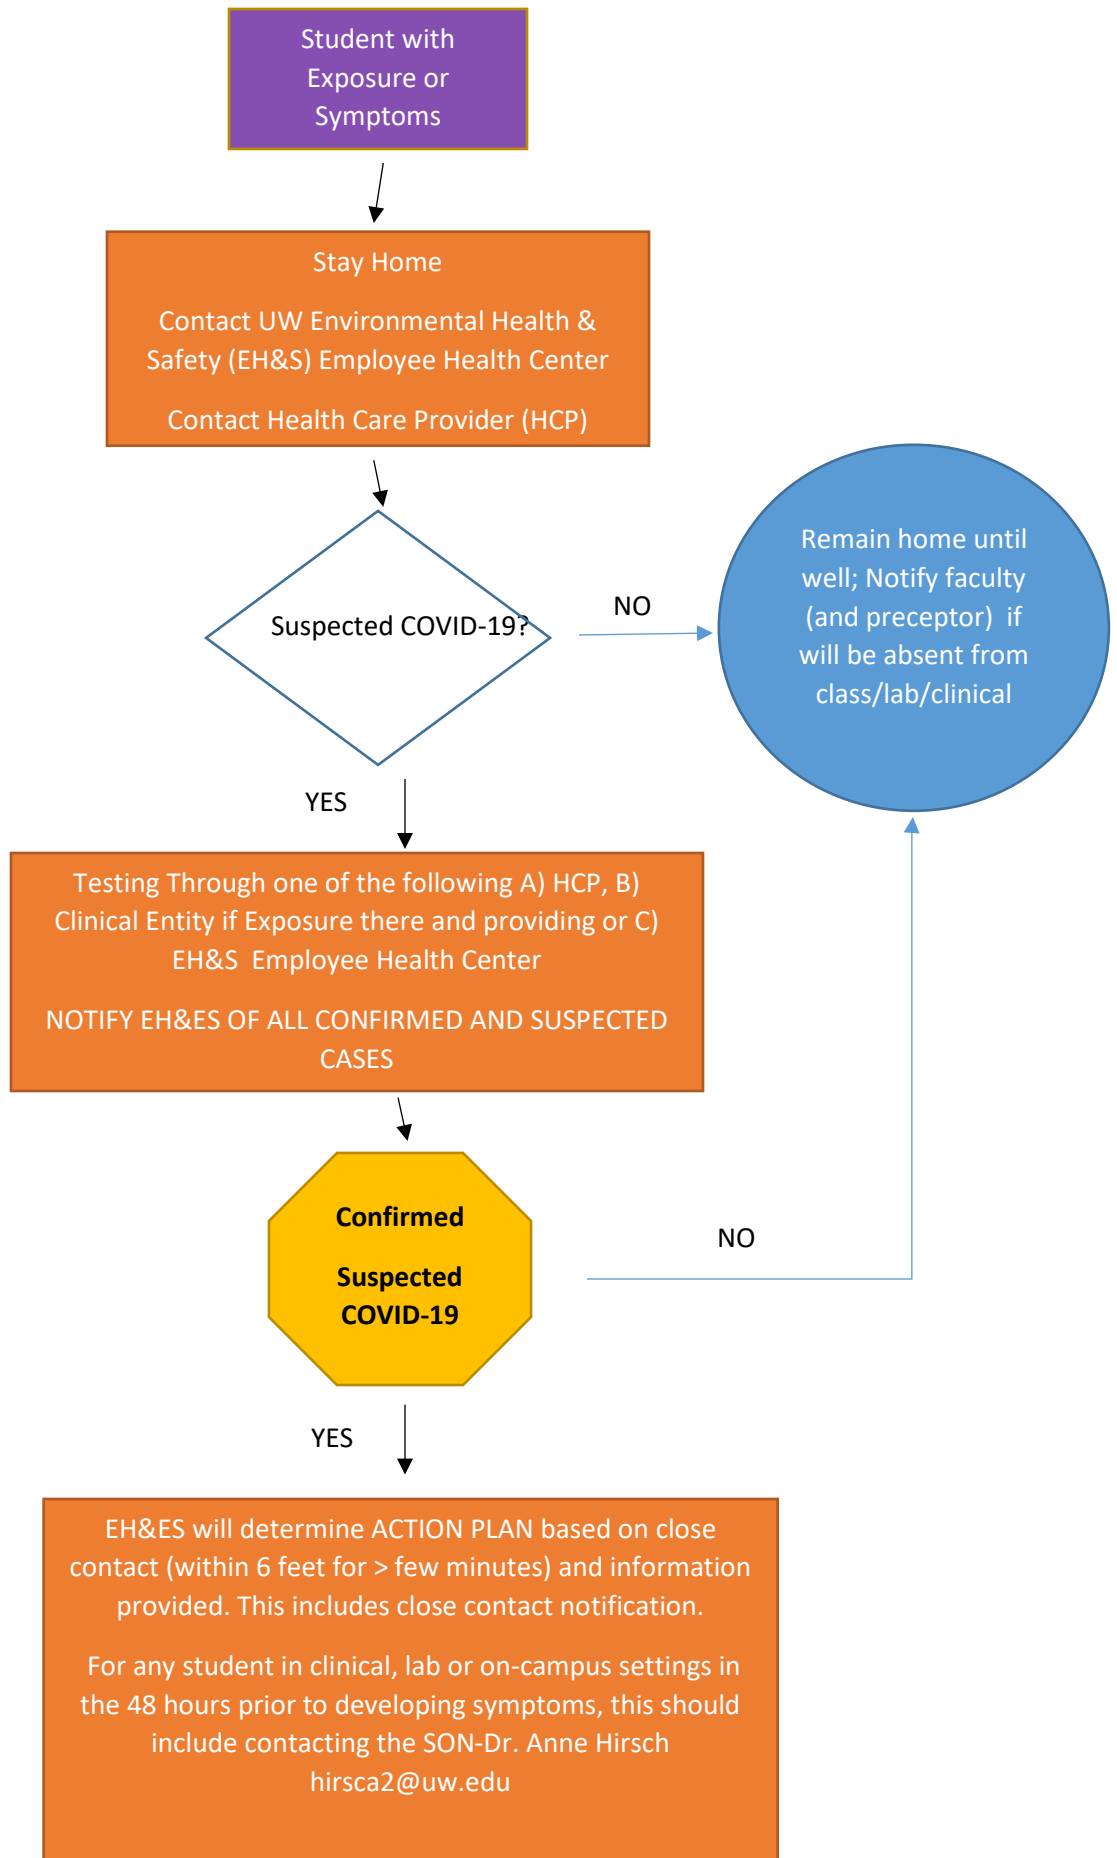 Student with
Exposure or
Symptoms
Stay Home
Contact UW Environmental Health &
Safety (EH&S) Employee Health Center
Contact Health Care Provider (HCP)
Suspected COVID-19?
NO
Remain home until
well; Notify faculty
(and preceptor) if
will be absent from
class/lab/clinical
YES
Testing Through one of the following A) HCP, B)
Clinical Entity if Exposure there and providing or C)
EH&S Employee Health Center
NOTIFY EH&ES OF ALL CONFIRMED AND SUSPECTED
CASES
Confirmed
Suspected
COVID-19
NO
YES
EH&ES will determine ACTION PLAN based on close
contact (within 6 feet for > few minutes) and information
provided. This includes close contact notification.
For any student in clinical, lab or on-campus settings in
the 48 hours prior to developing symptoms, this should
include contacting the SON-Dr. Anne Hirsch
hirsca2@uw.edu